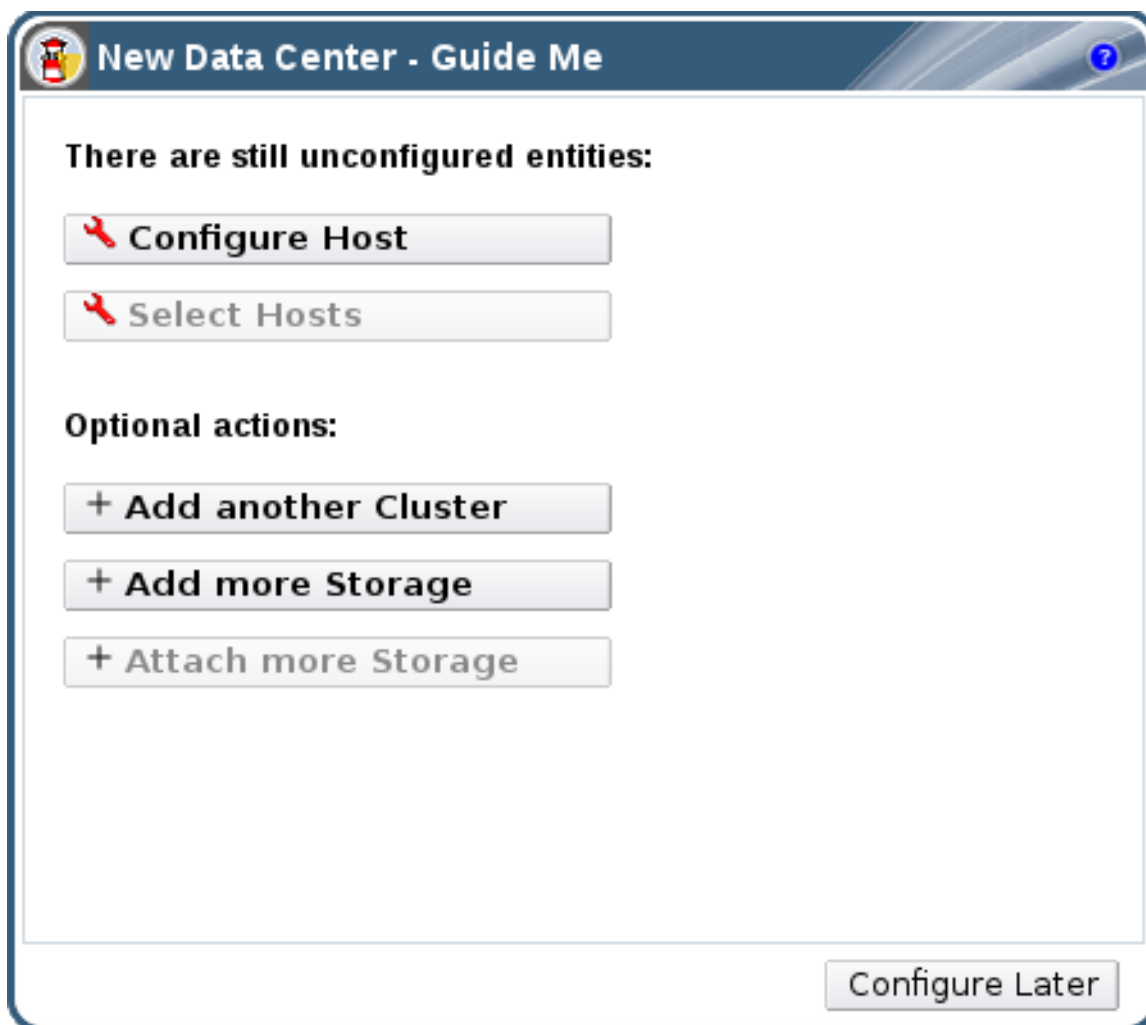 New Data Center - Guide Me
?
There are still unconfigured entities:
Configure Host
Select Hosts
Optional actions:
+ Add another Cluster
+ Add more Storage
+ Attach more Storage
Configure Later